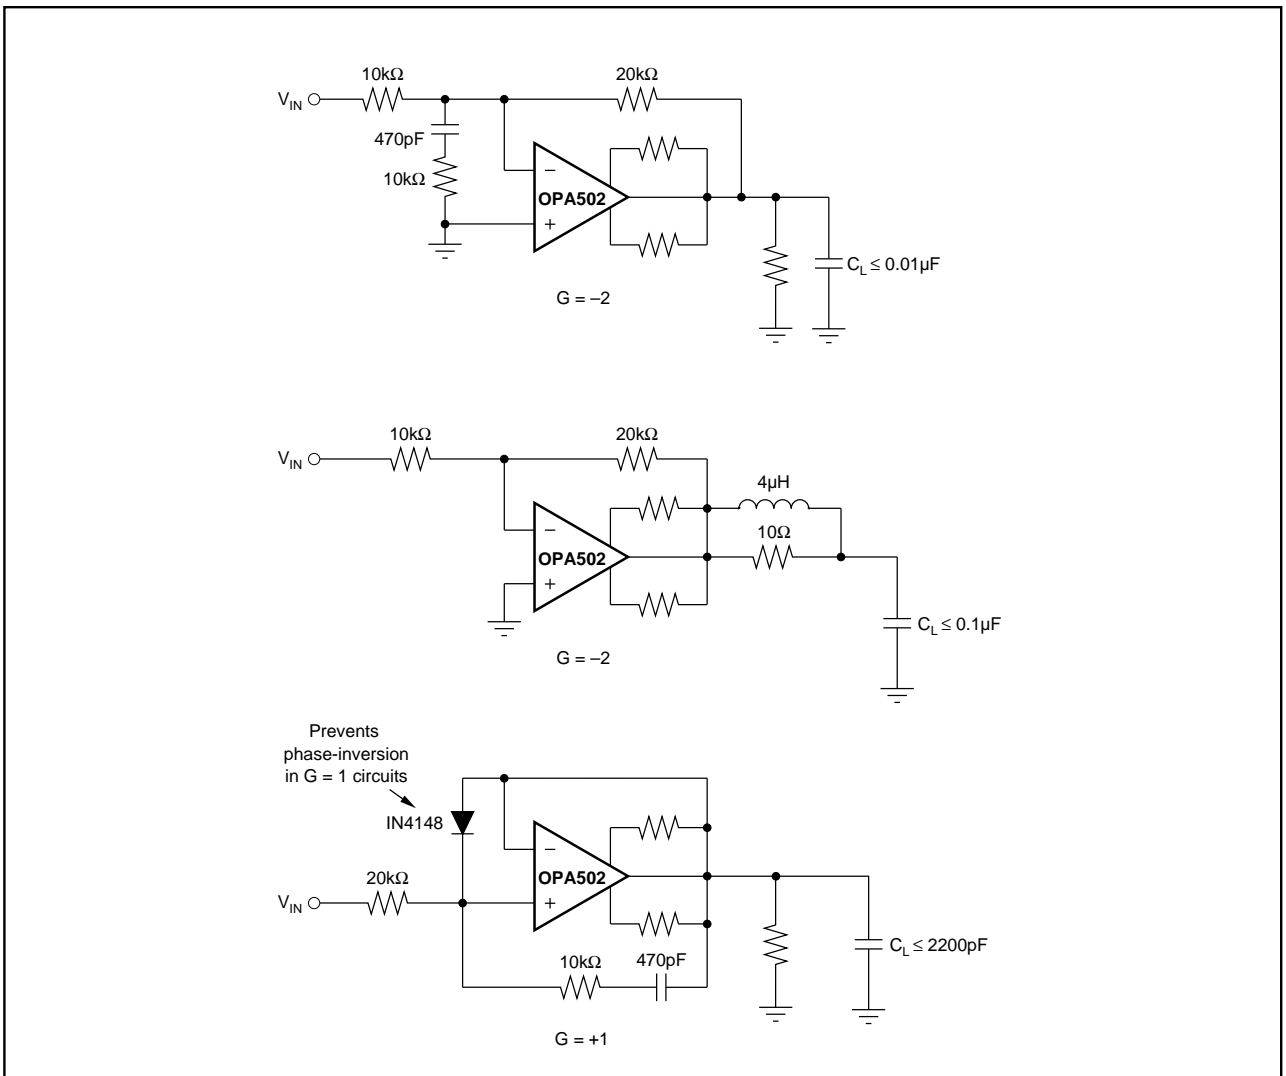 10kΩ
20kΩ
V_IN
470pF
10kΩ
−
OPA502
+
C_L ≤ 0.01µF
G = –2
10kΩ
20kΩ
V_IN
4µH
−
10Ω
OPA502
+
C_L ≤ 0.1µF
G = –2
Prevents
phase-inversion
in G = 1 circuits
IN4148
−
OPA502
20kΩ
V_IN
+
C_L ≤ 2200pF
10kΩ
470pF
G = +1